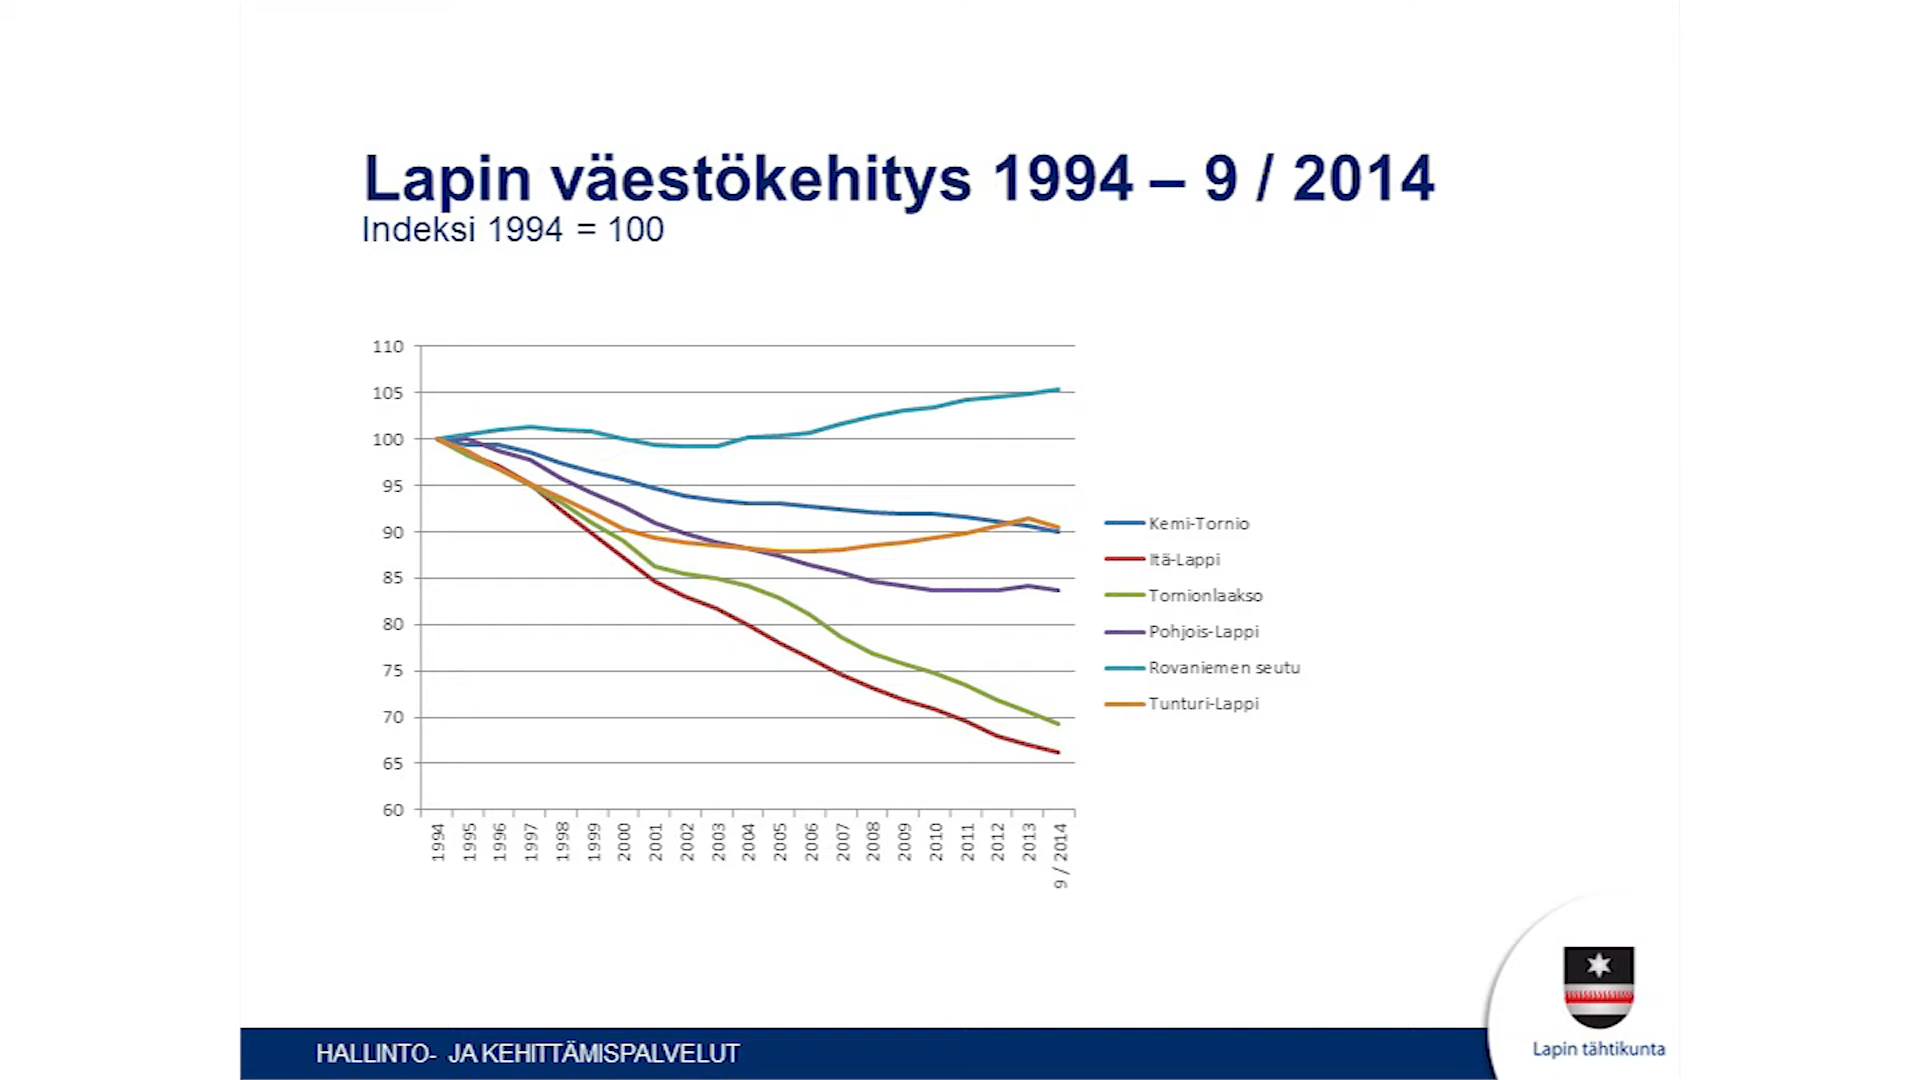 Lapin väestökehitys 1994 – 9 / 2014
Indeksi 1994 = 100
110
105
100
95
90
85
80
75
70
65
60
1994
1995
1996
1997
1998
1999
2000
2001
2002
2003
2004
2005
2006
2007
2008
2009
2010
2011
2012
2013
9 / 2014
Kemi-Tornio
Itä-Lappi
Tornionlaakso
Pohjois-Lappi
Rovaniemen seutu
Tunturi-Lappi
HALLINTO- JA KEHITTÄMISPALVELUT
Lapin tähtikunta